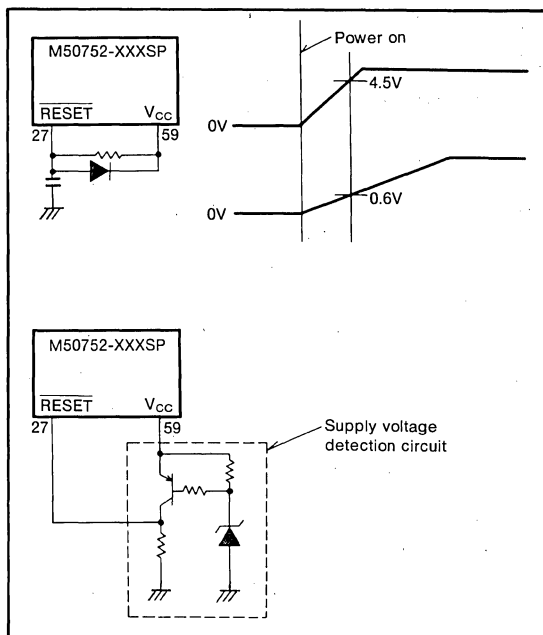 Power on
M50752-XXXSP
RESET VCC
27 59
4.5V
0V
0.6V
0V
M50752-XXXSP
RESET VCC
27 59
Supply voltage
detection circuit